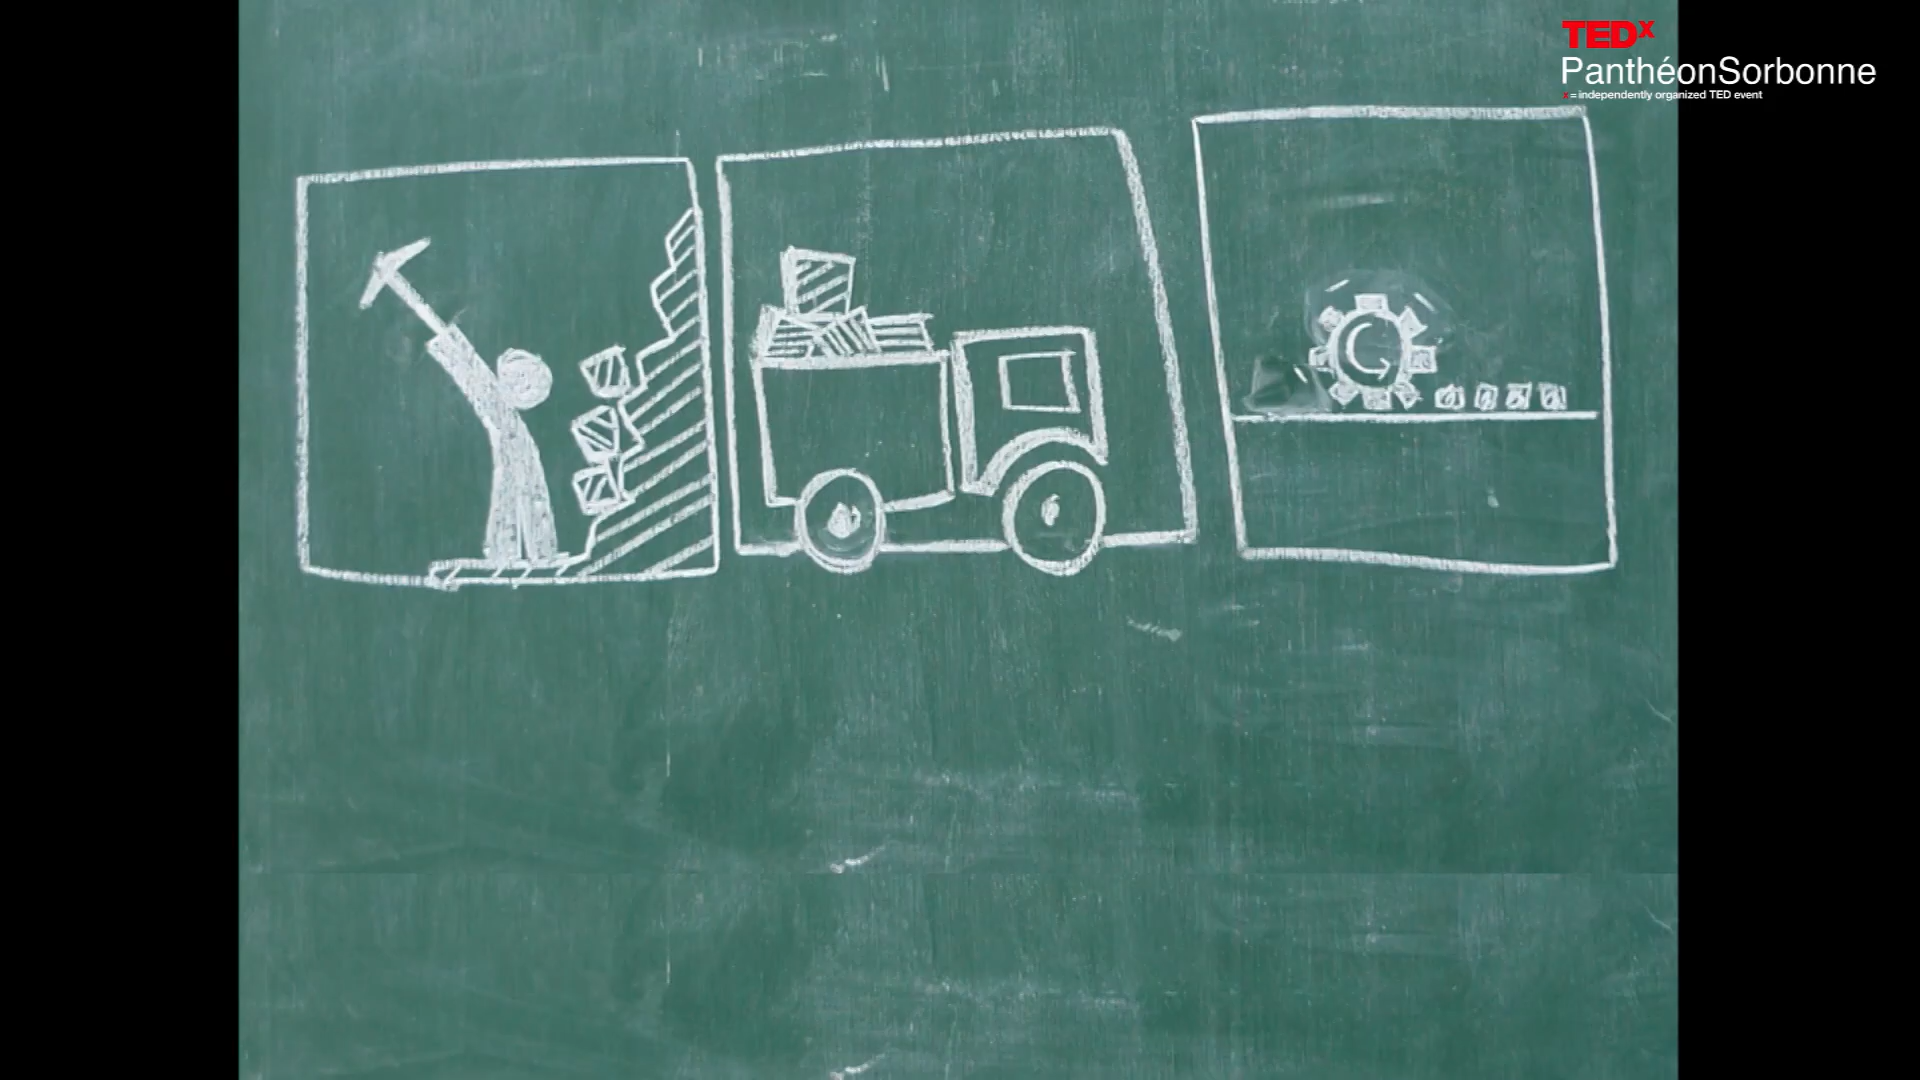 TEDx
PanthéonSorbonne
x = independently organized TED event